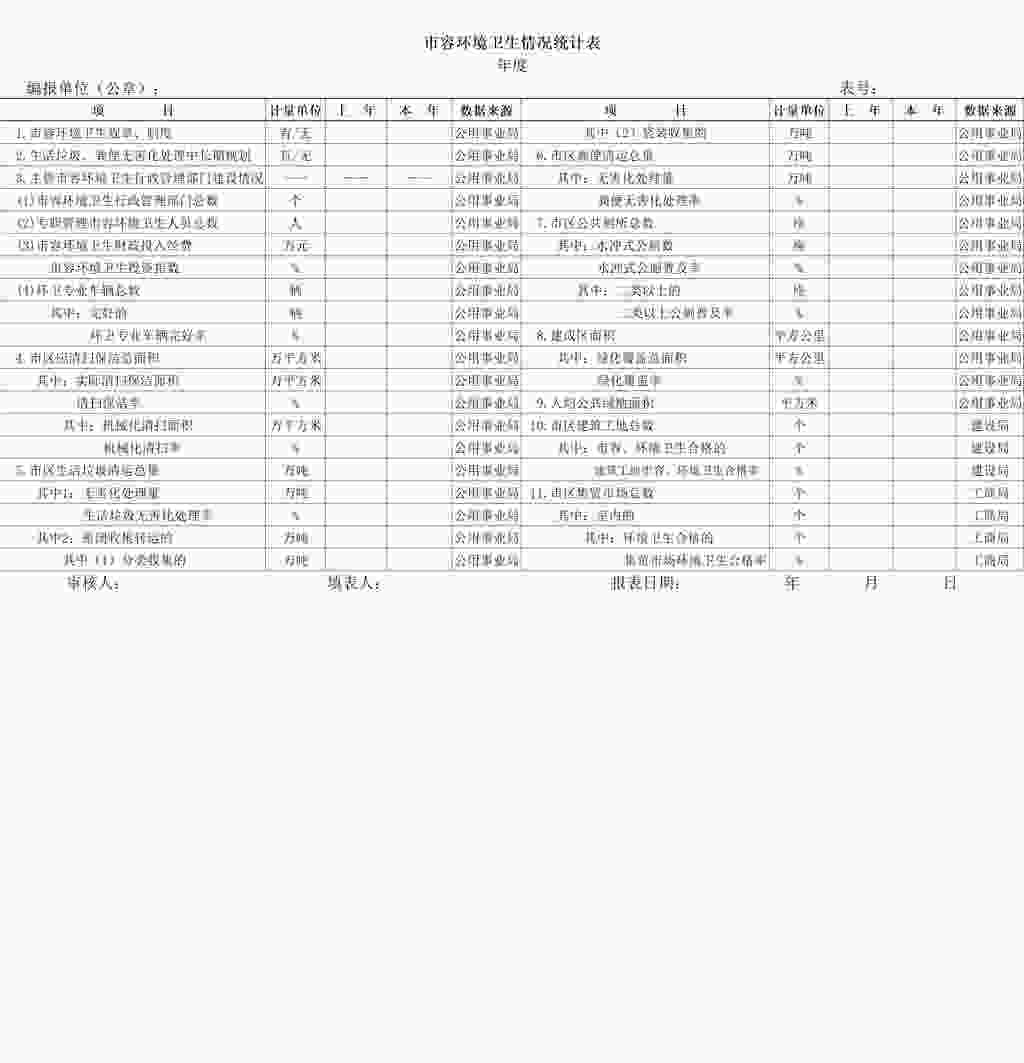 市容环境卫生情况统计表
年度
编报单位（公章）： 表号：
项 目 计量单位 上 年 本 年 数据来源 项 目 计量单位 上 年 本 年 数据来源
1.市容环境卫生规章、制度 有/无 公用事业局 其中（2）袋装收集的 万吨 公用事业局
2.生活垃圾、粪便无害化处理中长期规划 有/无 公用事业局 6.市区粪便清运总量 万吨 公用事业局
3.主管市容环境卫生行政管理部门建设情况 —— —— —— 公用事业局 其中：无害化处理量 万吨 公用事业局
(1)市容环境卫生行政管理部门总数 个 公用事业局 粪便无害化处理率 % 公用事业局
(2)专职管理市容环境卫生人员总数 人 公用事业局 7.市区公共厕所总数 座 公用事业局
(3)市容环境卫生财政投入经费 万元 公用事业局 其中：水冲式公厕数 座 公用事业局
市容环境卫生投资指数 % 公用事业局 水冲式公厕普及率 % 公用事业局
(4)环卫专业车辆总数 辆 公用事业局 其中：二类以上的 座 公用事业局
其中：完好的 辆 公用事业局 二类以上公厕普及率 % 公用事业局
环卫专业车辆完好率 % 公用事业局 8.建成区面积 平方公里 公用事业局
4.市区应清扫保洁总面积 万平方米 公用事业局 其中：绿化覆盖总面积 平方公里 公用事业局
其中：实际清扫保洁面积 万平方米 公用事业局 绿化覆盖率 % 公用事业局
清扫保洁率 % 公用事业局 9.人均公共绿地面积 平方米 公用事业局
其中：机械化清扫面积 万平方米 公用事业局 10.市区建筑工地总数 个 建设局
机械化清扫率 % 公用事业局 其中：市容、环境卫生合格的 个 建设局
5.市区生活垃圾清运总量 万吨 公用事业局 建筑工地市容、环境卫生合格率 % 建设局
其中1：无害化处理量 万吨 公用事业局 11.市区集贸市场总数 个 工商局
生活垃圾无害化处理率 % 公用事业局 其中：室内的 个 工商局
其中2：密闭收集转运的 万吨 公用事业局 其中：环境卫生合格的 个 工商局
其中（1）分类收集的 万吨 公用事业局 集贸市场环境卫生合格率 % 工商局
审核人： 填表人： 报表日期： 年 月 日